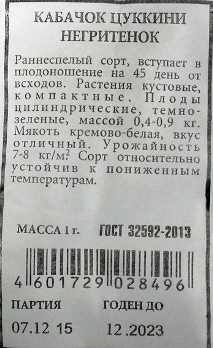 КАБАЧОК ЦУККИНИ
НЕГРИТЕНОК
Раннеспелый сорт, вступает в
плодоношение на 45 день от
всходов. Растения кустовые,
компактные. Плоды
цилиндрические, темно-
зеленые, массой 0,4-0,9 кг.
Мякоть кремово-белая, вкус
отличный. Урожайность
7-8 кг/м² Сорт относительно
устойчив к пониженным
температурам.
МАССА 1 г. ГОСТ 32592-2013
4 601729 028496
ПАРТИЯ ГОДЕН ДО
07.12 15 12.2023